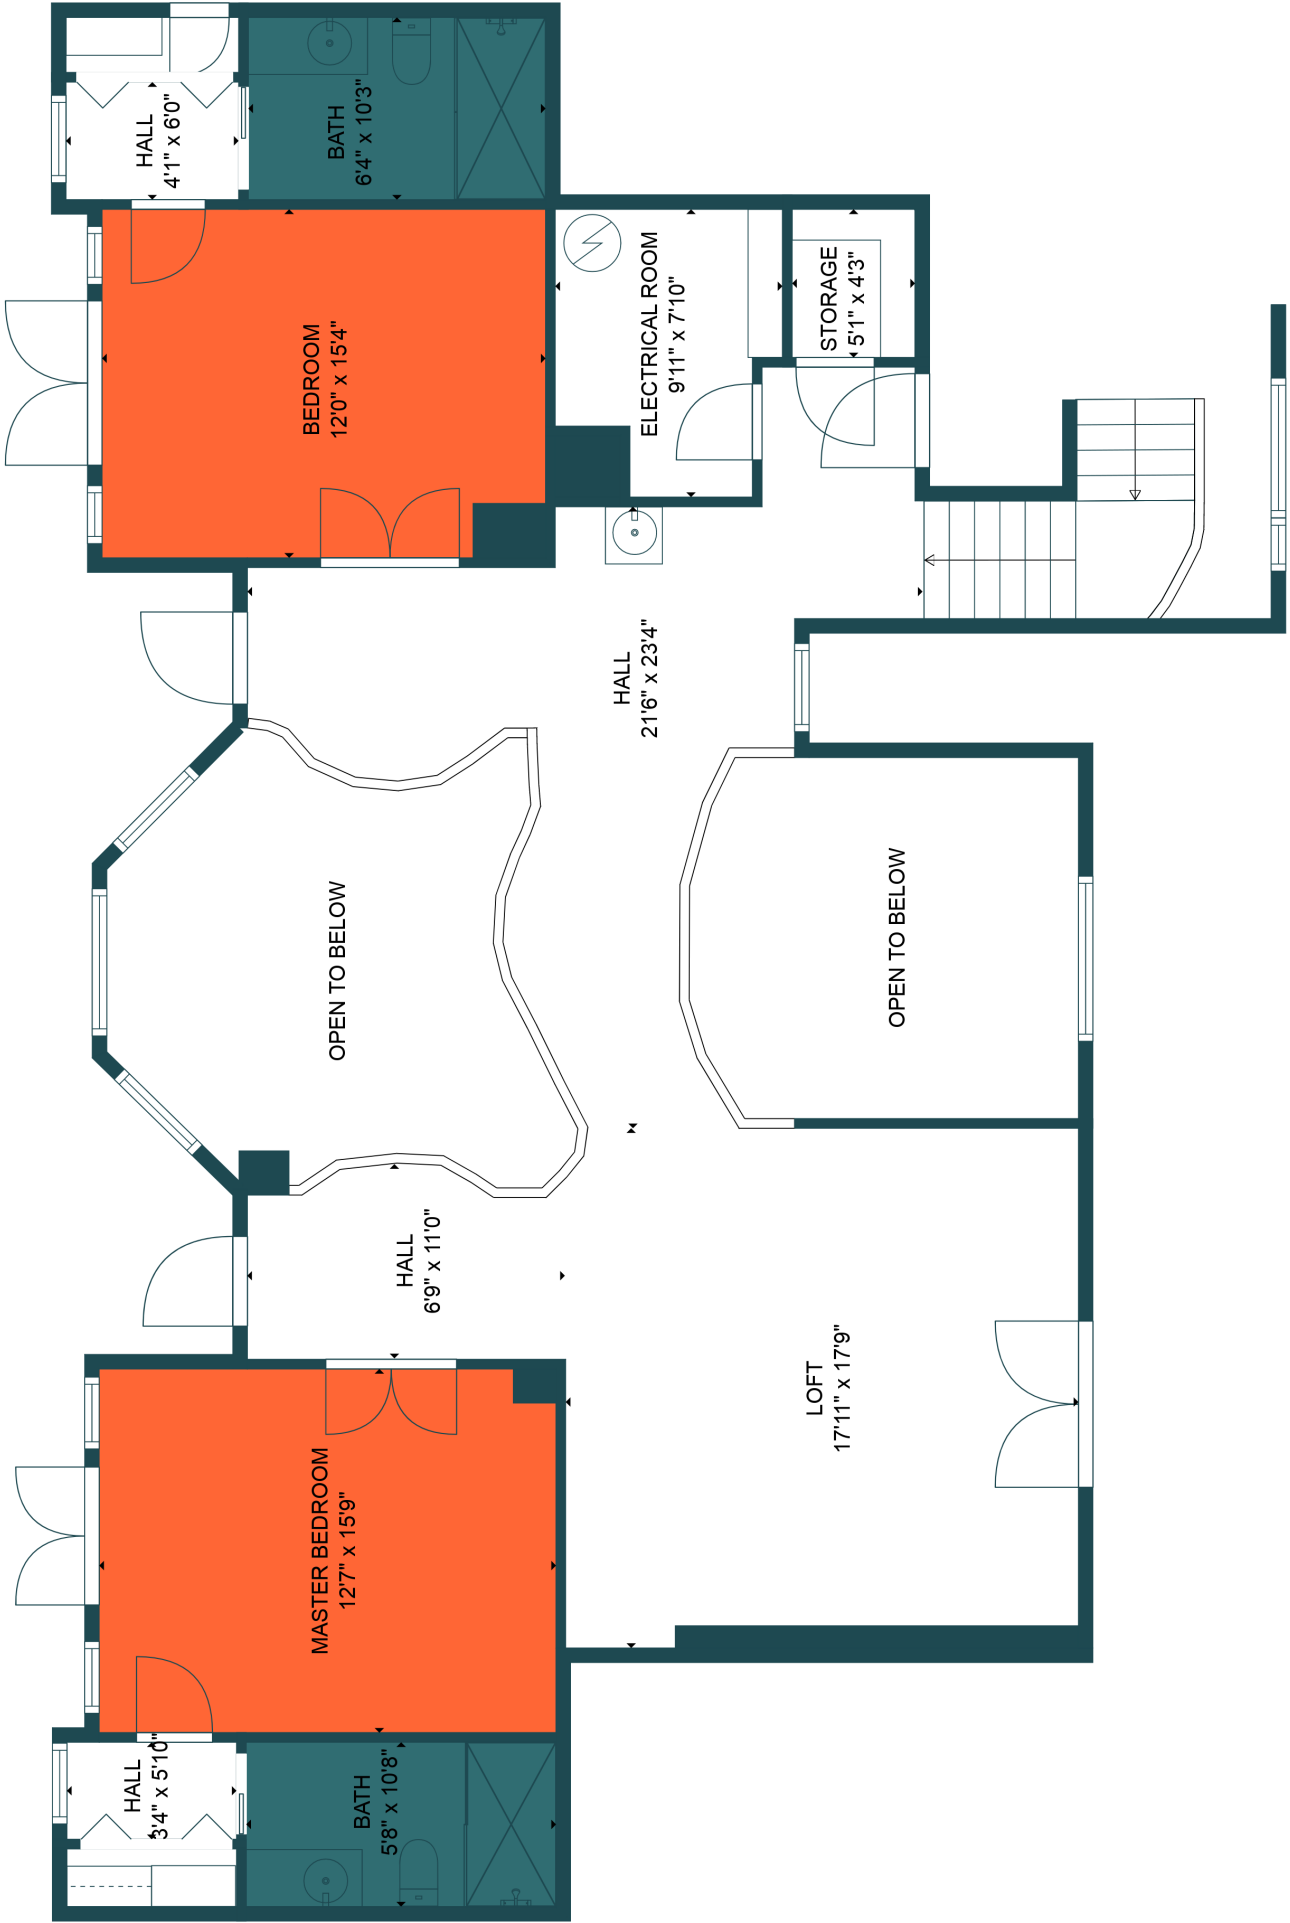 HALL
4'1" x 6'0"
BATH
6'4" x 10'3"
BEDROOM
12'0" x 15'4"
ELECTRICAL ROOM
9'11" x 7'10"
STORAGE
5'1" x 4'3"
HALL
21'6" x 23'4"
OPEN TO BELOW
OPEN TO BELOW
HALL
6'9" x 11'0"
LOFT
17'11" x 17'9"
MASTER BEDROOM
12'7" x 15'9"
HALL
3'4" x 5'10"
BATH
5'8" x 10'8"